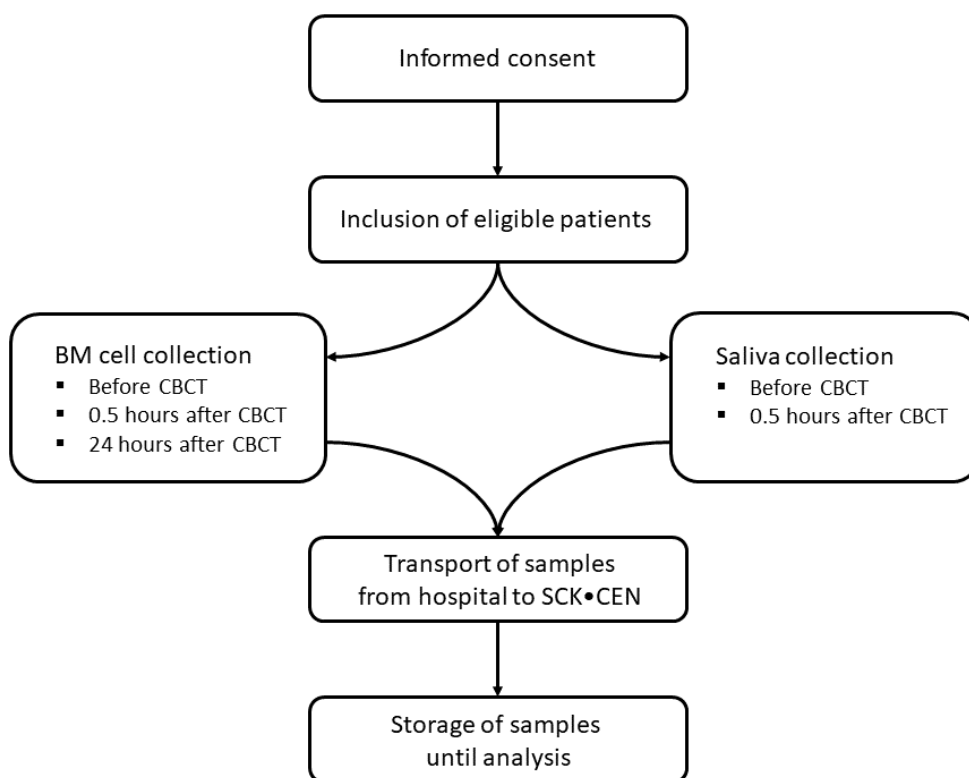 Informed consent
Inclusion of eligible patients
BM cell collection
▪ Before CBCT
▪ 0.5 hours after CBCT
▪ 24 hours after CBCT
Saliva collection
▪ Before CBCT
▪ 0.5 hours after CBCT
Transport of samples
from hospital to SCK•CEN
Storage of samples
until analysis